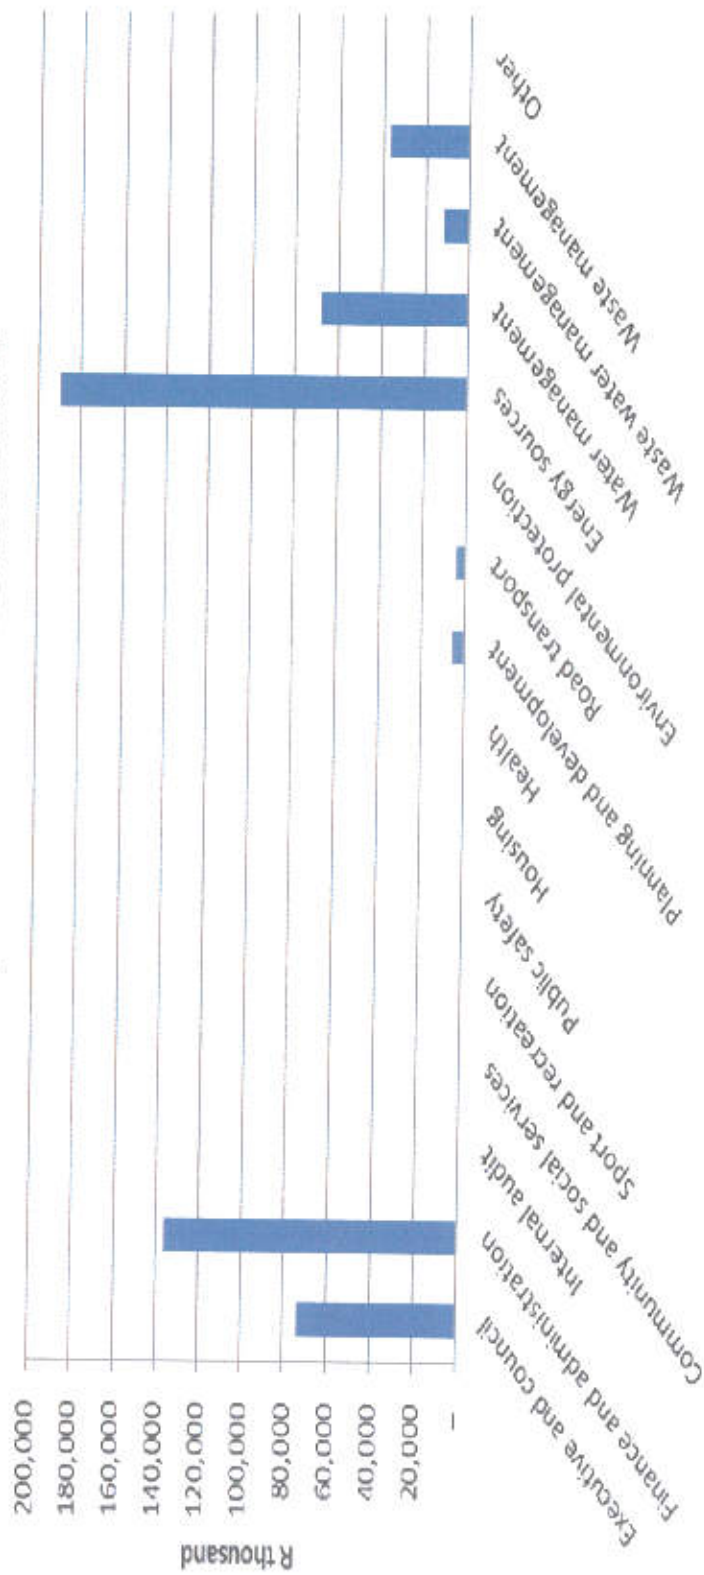 R thousand
200,000
180,000
160,000
140,000
120,000
100,000
80,000
60,000
40,000
20,000
–
Executive and council
Finance and administration
Internal audit
Community and social services
Sport and recreation
Public safety
Housing
Health
Planning and development
Road transport
Environmental protection
Energy sources
Water management
Waste water management
Waste management
Other